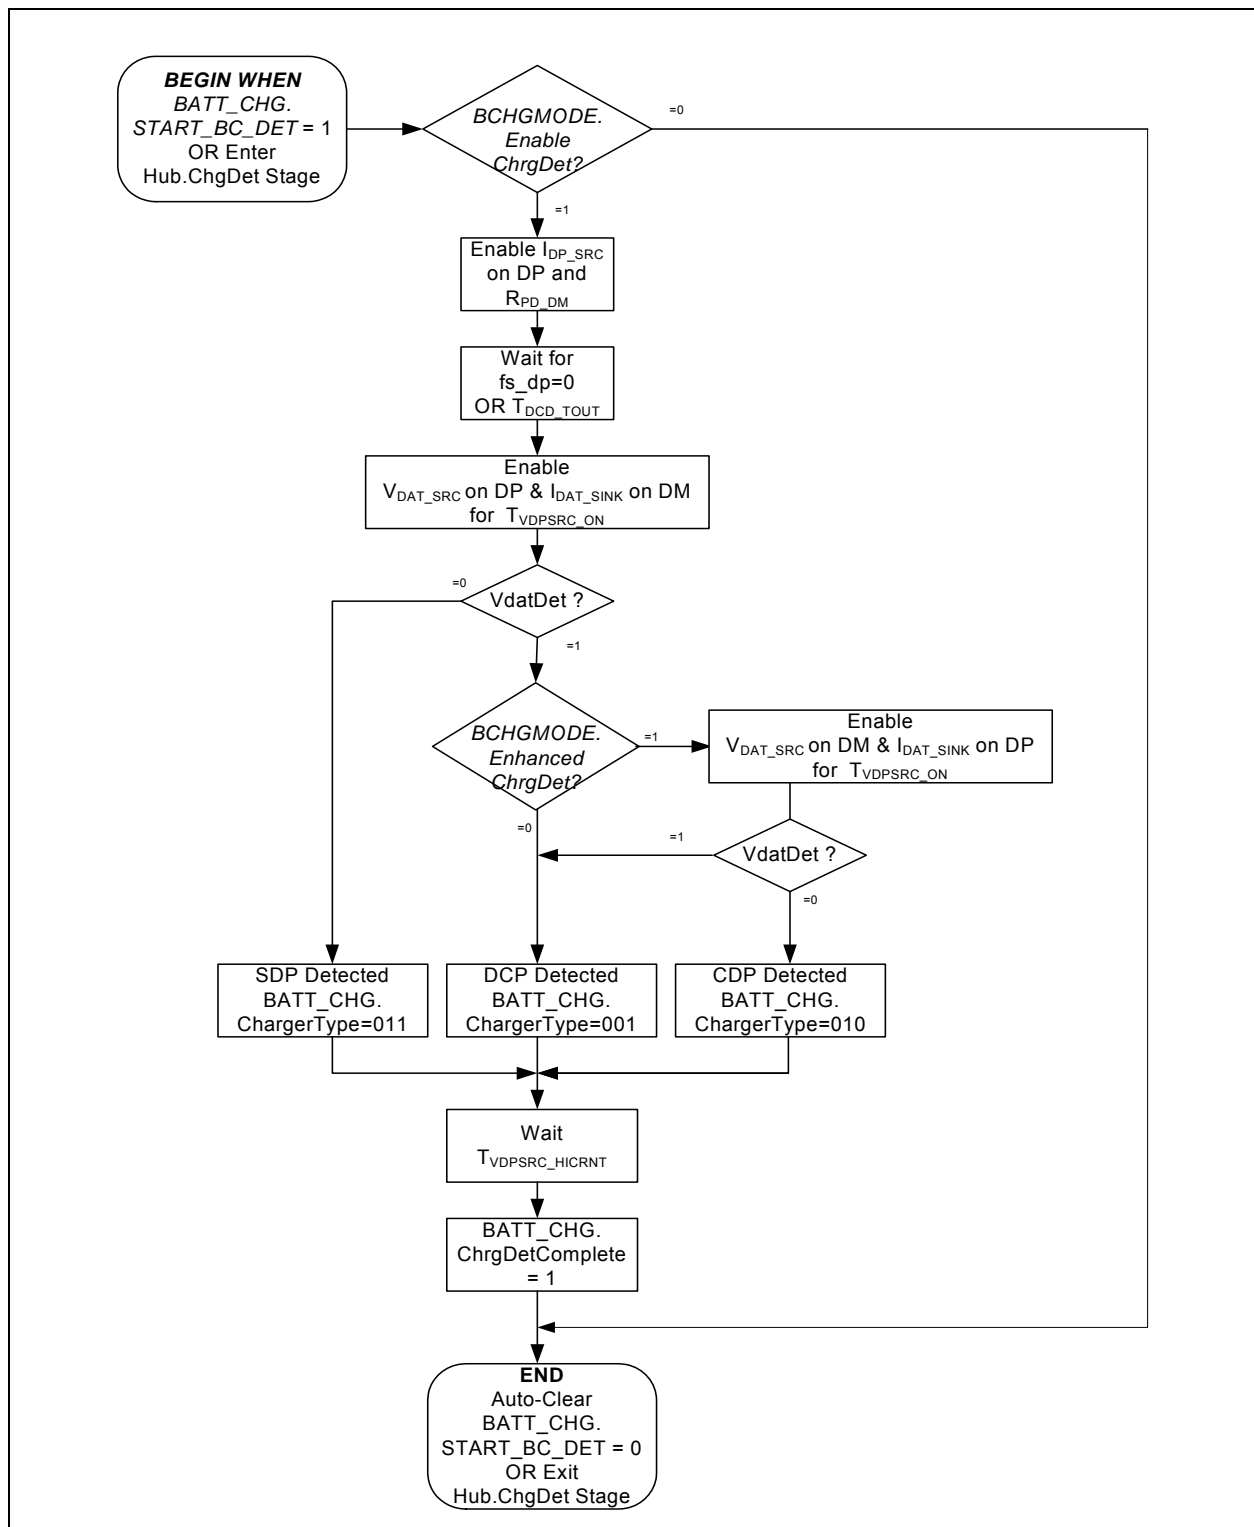 BEGIN WHEN
BATT_CHG.
START_BC_DET = 1
OR Enter
Hub.ChgDet Stage
BCHGMODE.
Enable
ChrgDet?
=0
=1
Enable IDP_SRC
on DP and
RPD_DM
Wait for
fs_dp=0
OR TDCD_TOUT
Enable
VDAT_SRC on DP & IDAT_SINK on DM
for TVDPSRC_ON
=0
VdatDet ?
=1
BCHGMODE.
Enhanced
ChrgDet?
=1
Enable
VDAT_SRC on DM & IDAT_SINK on DP
for TVDPSRC_ON
=0
=1
VdatDet ?
=0
SDP Detected
BATT_CHG.
ChargerType=011
DCP Detected
BATT_CHG.
ChargerType=001
CDP Detected
BATT_CHG.
ChargerType=010
Wait
TVDPSRC_HICRNT
BATT_CHG.
ChrgDetComplete
= 1
END
Auto-Clear
BATT_CHG.
START_BC_DET = 0
OR Exit
Hub.ChgDet Stage